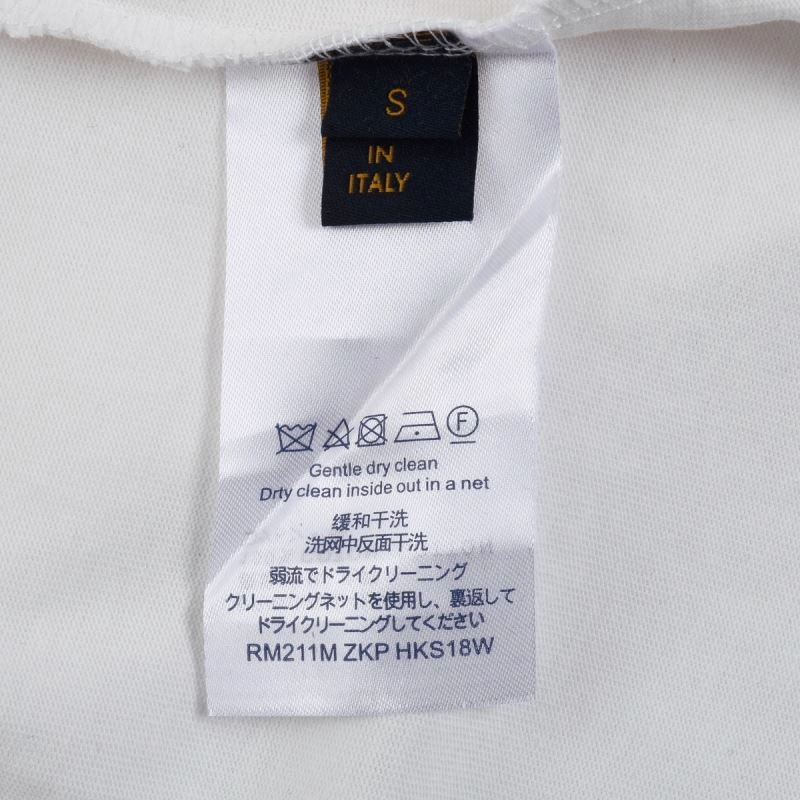 S
IN
ITALY
F
Gentle dry clean
Drty clean inside out in a net
缓和干洗
洗网中反面干洗
弱流でドライクリーニング
クリーニングネットを使用し、裏返して
ドライクリーニングしてください
RM211M ZKP HKS18W